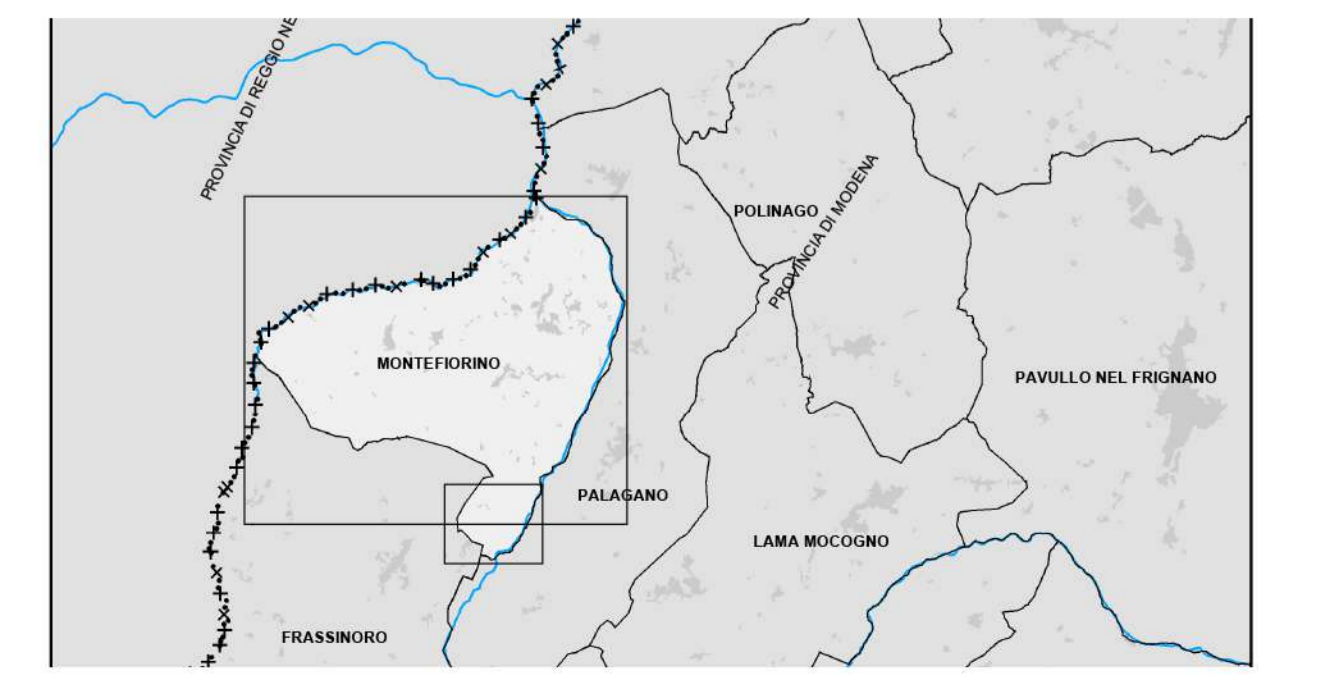 PROVINCIA DI REGGIO NE
POLINAGO
PROVINCIA DI MODENA
MONTEFIORINO
PAVULLO NEL FRIGNANO
PALAGANO
LAMA MOCOGNO
FRASSINORO